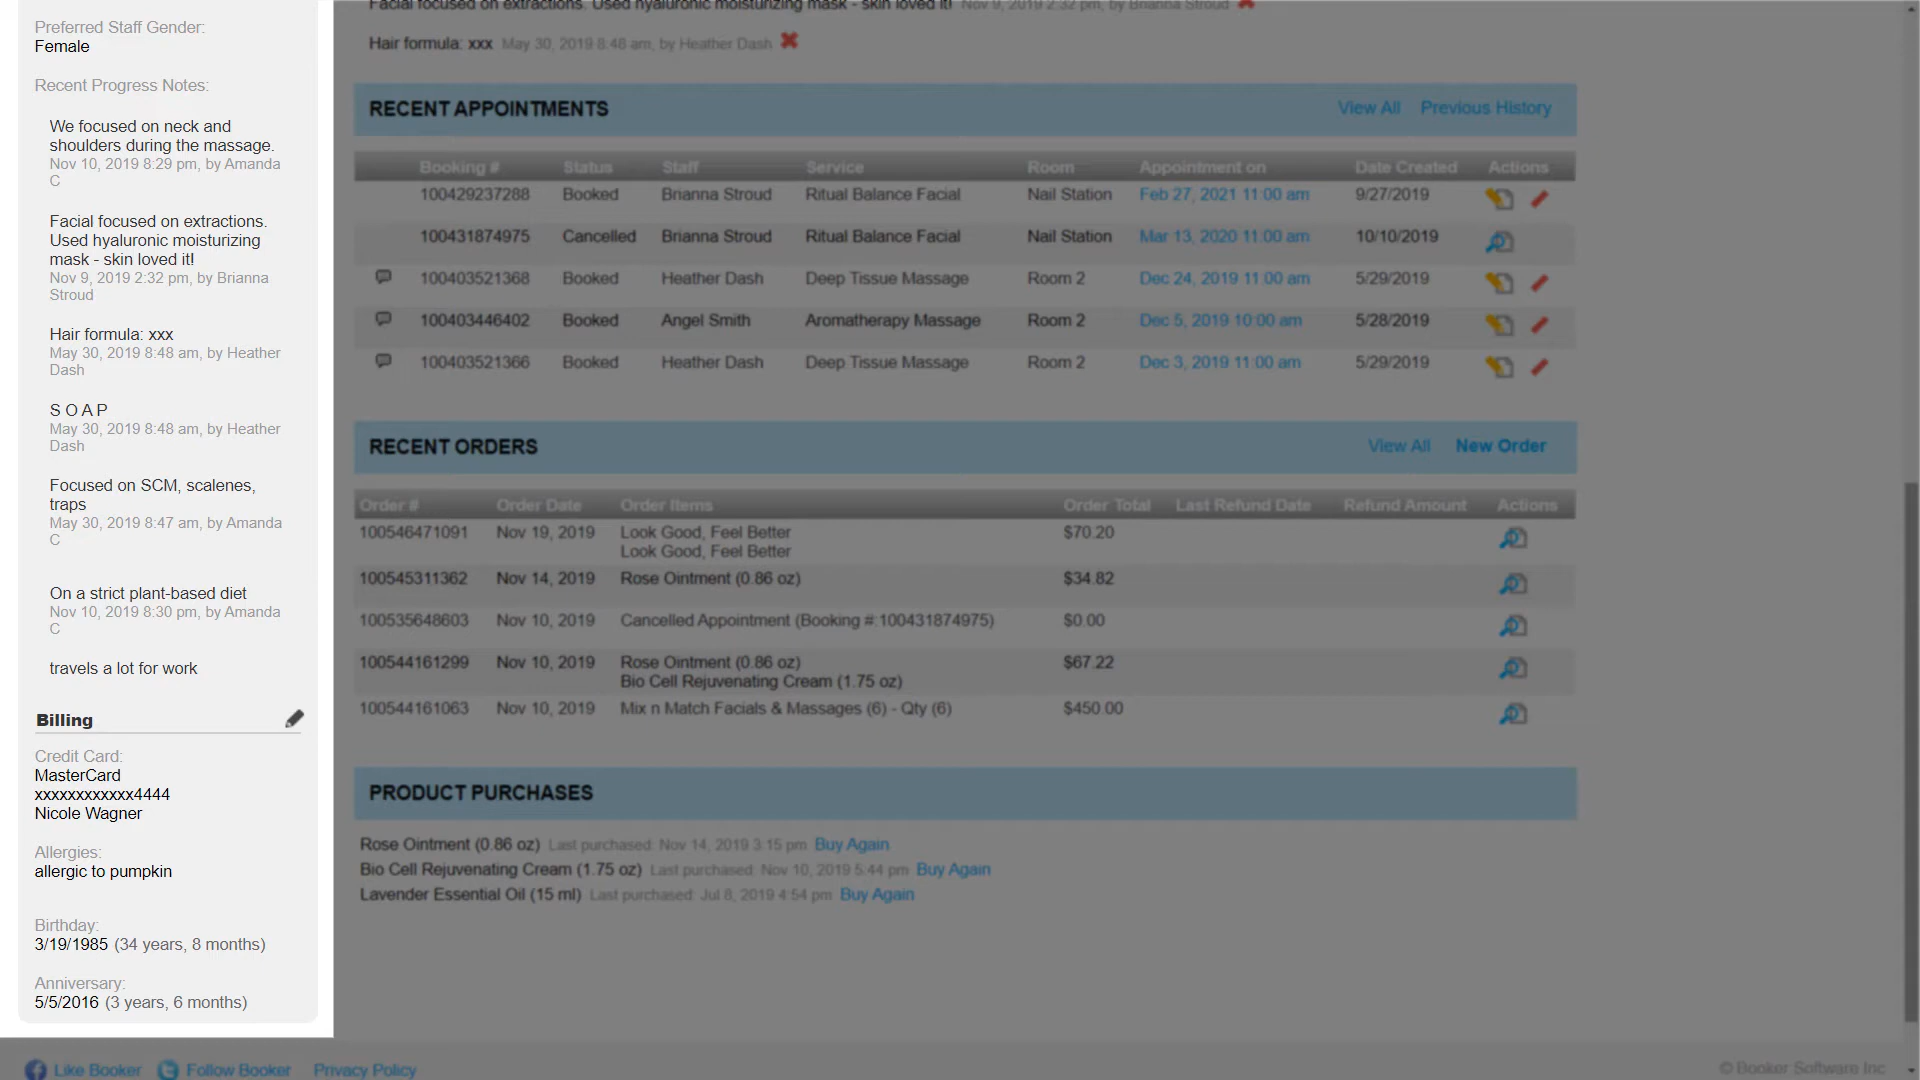 Preferred Staff Gender:
Female
Recent Progress Notes:
We focused on neck and
shoulders during the massage.
Nov 10, 2019 8:29 pm, by Amanda
C
Facial focused on extractions.
Used hyaluronic moisturizing
mask - skin loved it!
Nov 9, 2019 2:32 pm, by Brianna
Stroud
Hair formula: xxx
May 30, 2019 8:48 am, by Heather
Dash
S O A P
May 30, 2019 8:48 am, by Heather
Dash
Focused on SCM, scalenes,
traps
May 30, 2019 8:47 am, by Amanda
C
On a strict plant-based diet
Nov 10, 2019 8:30 pm, by Amanda
C
travels a lot for work
Billing
Credit Card:
MasterCard
xxxxxxxxxxxx4444
Nicole Wagner
Allergies:
allergic to pumpkin
Birthday:
3/19/1985 (34 years, 8 months)
Anniversary:
5/5/2016 (3 years, 6 months)
Facial focused on extractions. Used hyaluronic moisturizing mask - skin loved it! Nov 9, 2019 2:32 pm, by Brianna Stroud
Hair formula: xxx May 30, 2019 8:48 am, by Heather Dash
RECENT APPOINTMENTS View All Previous History
Booking # Status Staff Service Room Appointment on Date Created Actions
100429237288 Booked Brianna Stroud Ritual Balance Facial Nail Station Feb 27, 2021 11:00 am 9/27/2019
100431874975 Cancelled Brianna Stroud Ritual Balance Facial Nail Station Mar 13, 2020 11:00 am 10/10/2019
100403521368 Booked Heather Dash Deep Tissue Massage Room 2 Dec 24, 2019 11:00 am 5/29/2019
100403446402 Booked Angel Smith Aromatherapy Massage Room 2 Dec 5, 2019 10:00 am 5/28/2019
100403521366 Booked Heather Dash Deep Tissue Massage Room 2 Dec 3, 2019 11:00 am 5/29/2019
RECENT ORDERS View All New Order
Order # Order Date Order Items Order Total Last Refund Date Refund Amount Actions
100546471091 Nov 19, 2019 Look Good, Feel Better $70.20
Look Good, Feel Better
100545311362 Nov 14, 2019 Rose Ointment (0.86 oz) $34.82
100535648603 Nov 10, 2019 Cancelled Appointment (Booking #:100431874975) $0.00
100544161299 Nov 10, 2019 Rose Ointment (0.86 oz) $67.22
Bio Cell Rejuvenating Cream (1.75 oz)
100544161063 Nov 10, 2019 Mix n Match Facials & Massages (6) - Qty (6) $450.00
PRODUCT PURCHASES
Rose Ointment (0.86 oz) Last purchased: Nov 14, 2019 3:15 pm Buy Again
Bio Cell Rejuvenating Cream (1.75 oz) Last purchased: Nov 10, 2019 5:44 pm Buy Again
Lavender Essential Oil (15 ml) Last purchased: Jul 8, 2019 4:54 pm Buy Again
Like Booker Follow Booker Privacy Policy © Booker Software Inc